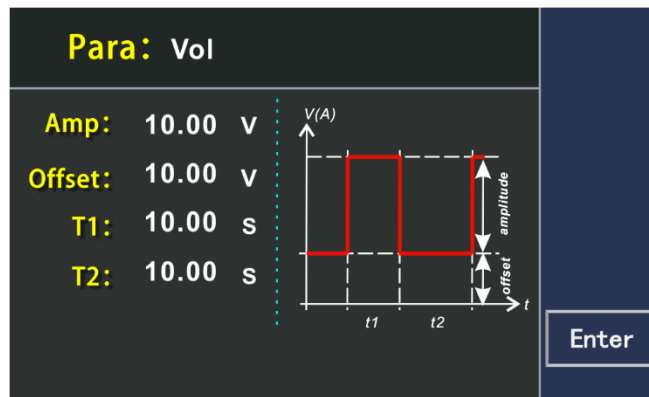 Para: Vol
Amp: 10.00 V
Offset: 10.00 V
T1: 10.00 S
T2: 10.00 S
V(A)
amplitude
offset
t
t1 t2
Enter